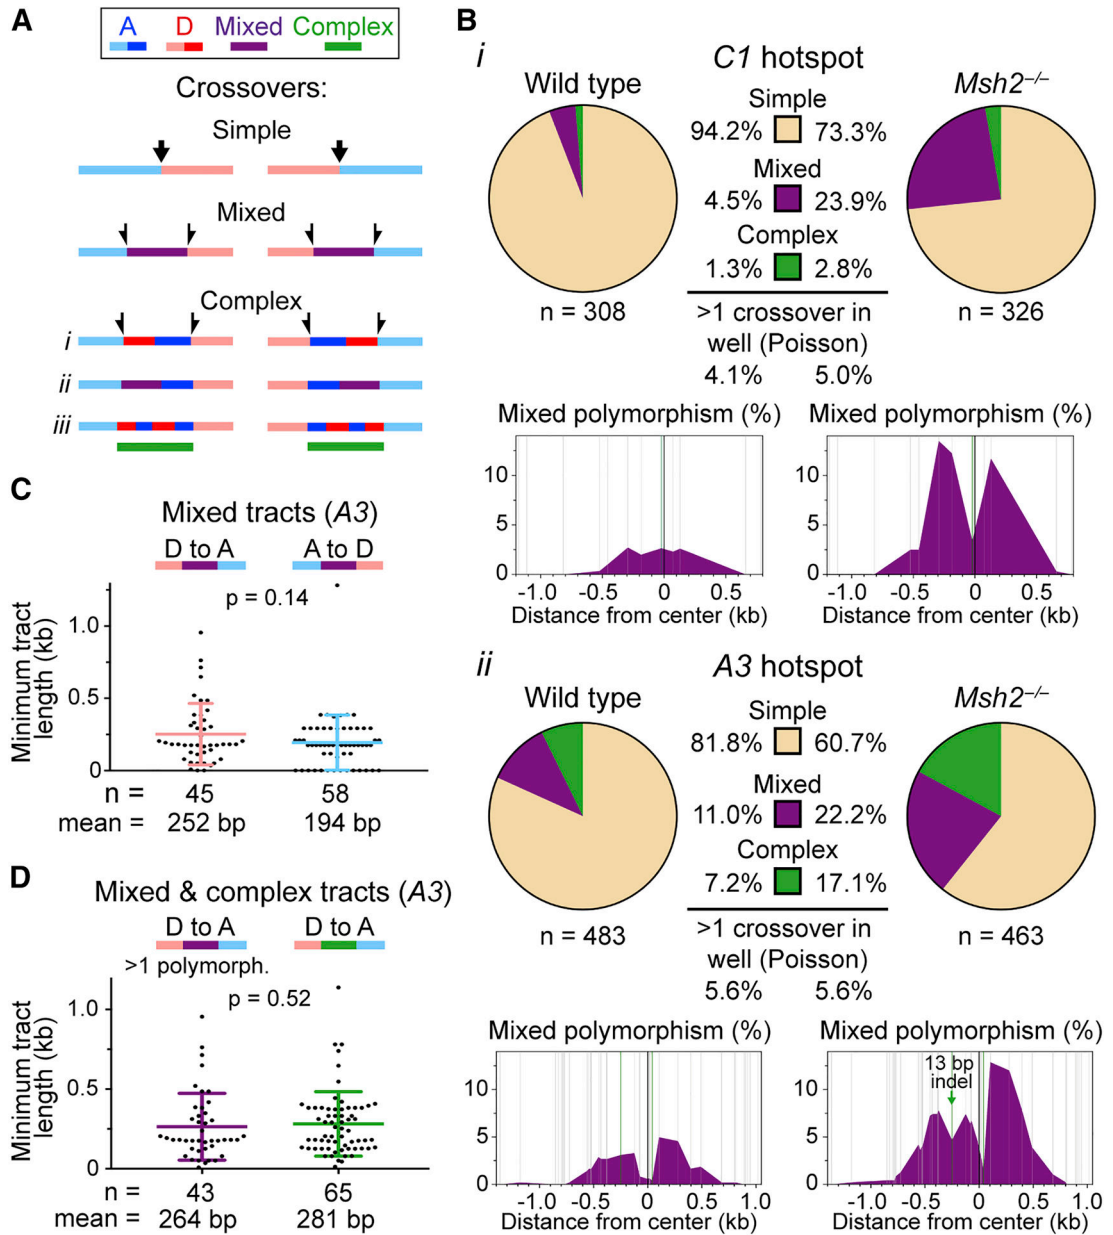 A
A D Mixed Complex
Crossovers:
Simple
Mixed
Complex
i
ii
iii
B
i C1 hotspot
Wild type
Msh2–/–
Simple
94.2% 73.3%
Mixed
4.5% 23.9%
Complex
1.3% 2.8%
n = 308
n = 326
>1 crossover in
well (Poisson)
4.1% 5.0%
Mixed polymorphism (%)
10
5
0
-1.0 -0.5 0 0.5
Distance from center (kb)
Mixed polymorphism (%)
10
5
0
-1.0 -0.5 0 0.5
Distance from center (kb)
ii A3 hotspot
Wild type
Msh2–/–
Simple
81.8% 60.7%
Mixed
11.0% 22.2%
Complex
7.2% 17.1%
n = 483
n = 463
>1 crossover in
well (Poisson)
5.6% 5.6%
Mixed polymorphism (%)
10
5
0
-1.0 -0.5 0 0.5 1.0
Distance from center (kb)
Mixed polymorphism (%)
13 bp
indel
10
5
0
-1.0 -0.5 0 0.5 1.0
Distance from center (kb)
C
Mixed tracts (A3)
D to A A to D
p = 0.14
Minimum tract
length (kb)
1.0
0.5
0
n = 45 58
mean = 252 bp 194 bp
D
Mixed & complex tracts (A3)
D to A D to A
>1 polymorph.
p = 0.52
Minimum tract
length (kb)
1.0
0.5
0
n = 43 65
mean = 264 bp 281 bp